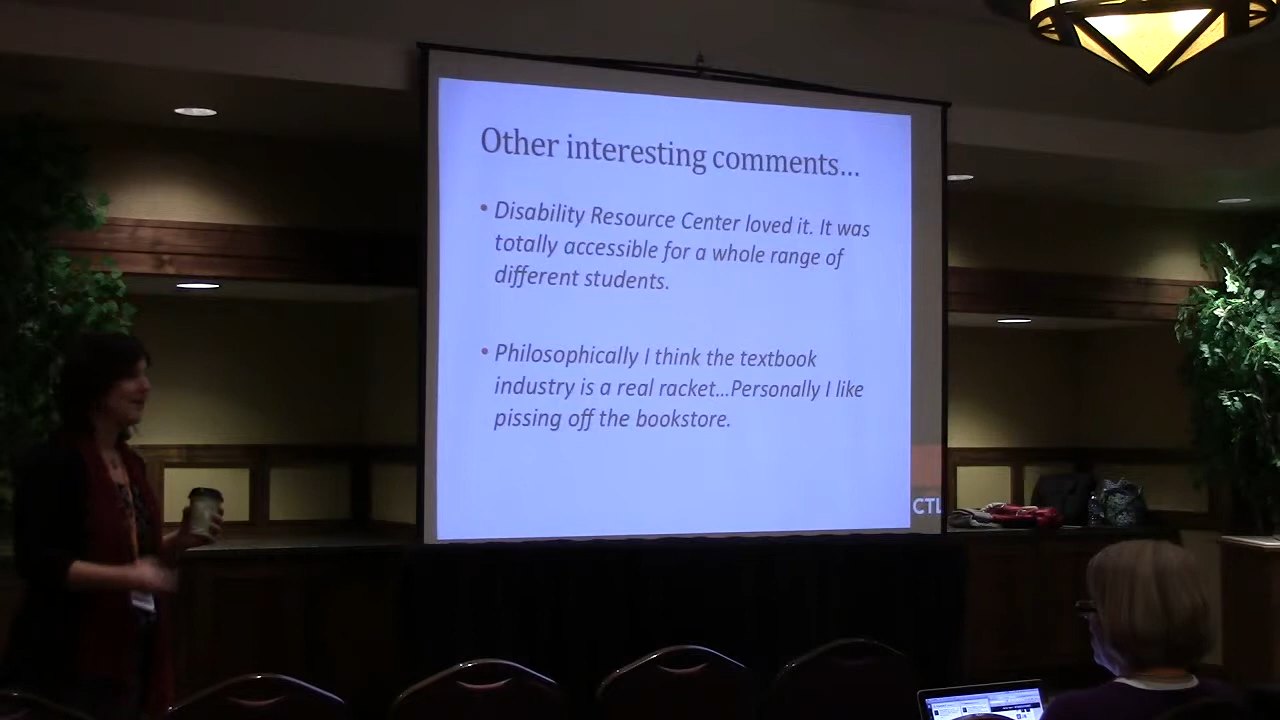 Other interesting comments...
• Disability Resource Center loved it. It was
totally accessible for a whole range of
different students.
• Philosophically I think the textbook
industry is a real racket...Personally I like
pissing off the bookstore.
CTL